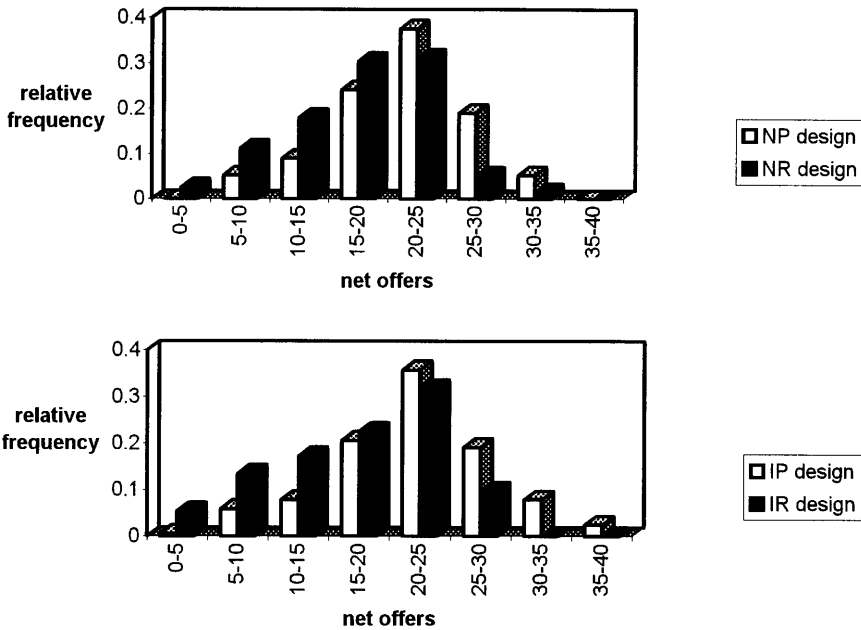 0.4
0.3
relative
frequency
0.2
0.1
0
0-5
5-10
10-15
15-20
20-25
25-30
30-35
35-40
net offers
NP design
NR design
0.4
0.3
relative
frequency
0.2
0.1
0
0-5
5-10
10-15
15-20
20-25
25-30
30-35
35-40
net offers
IP design
IR design